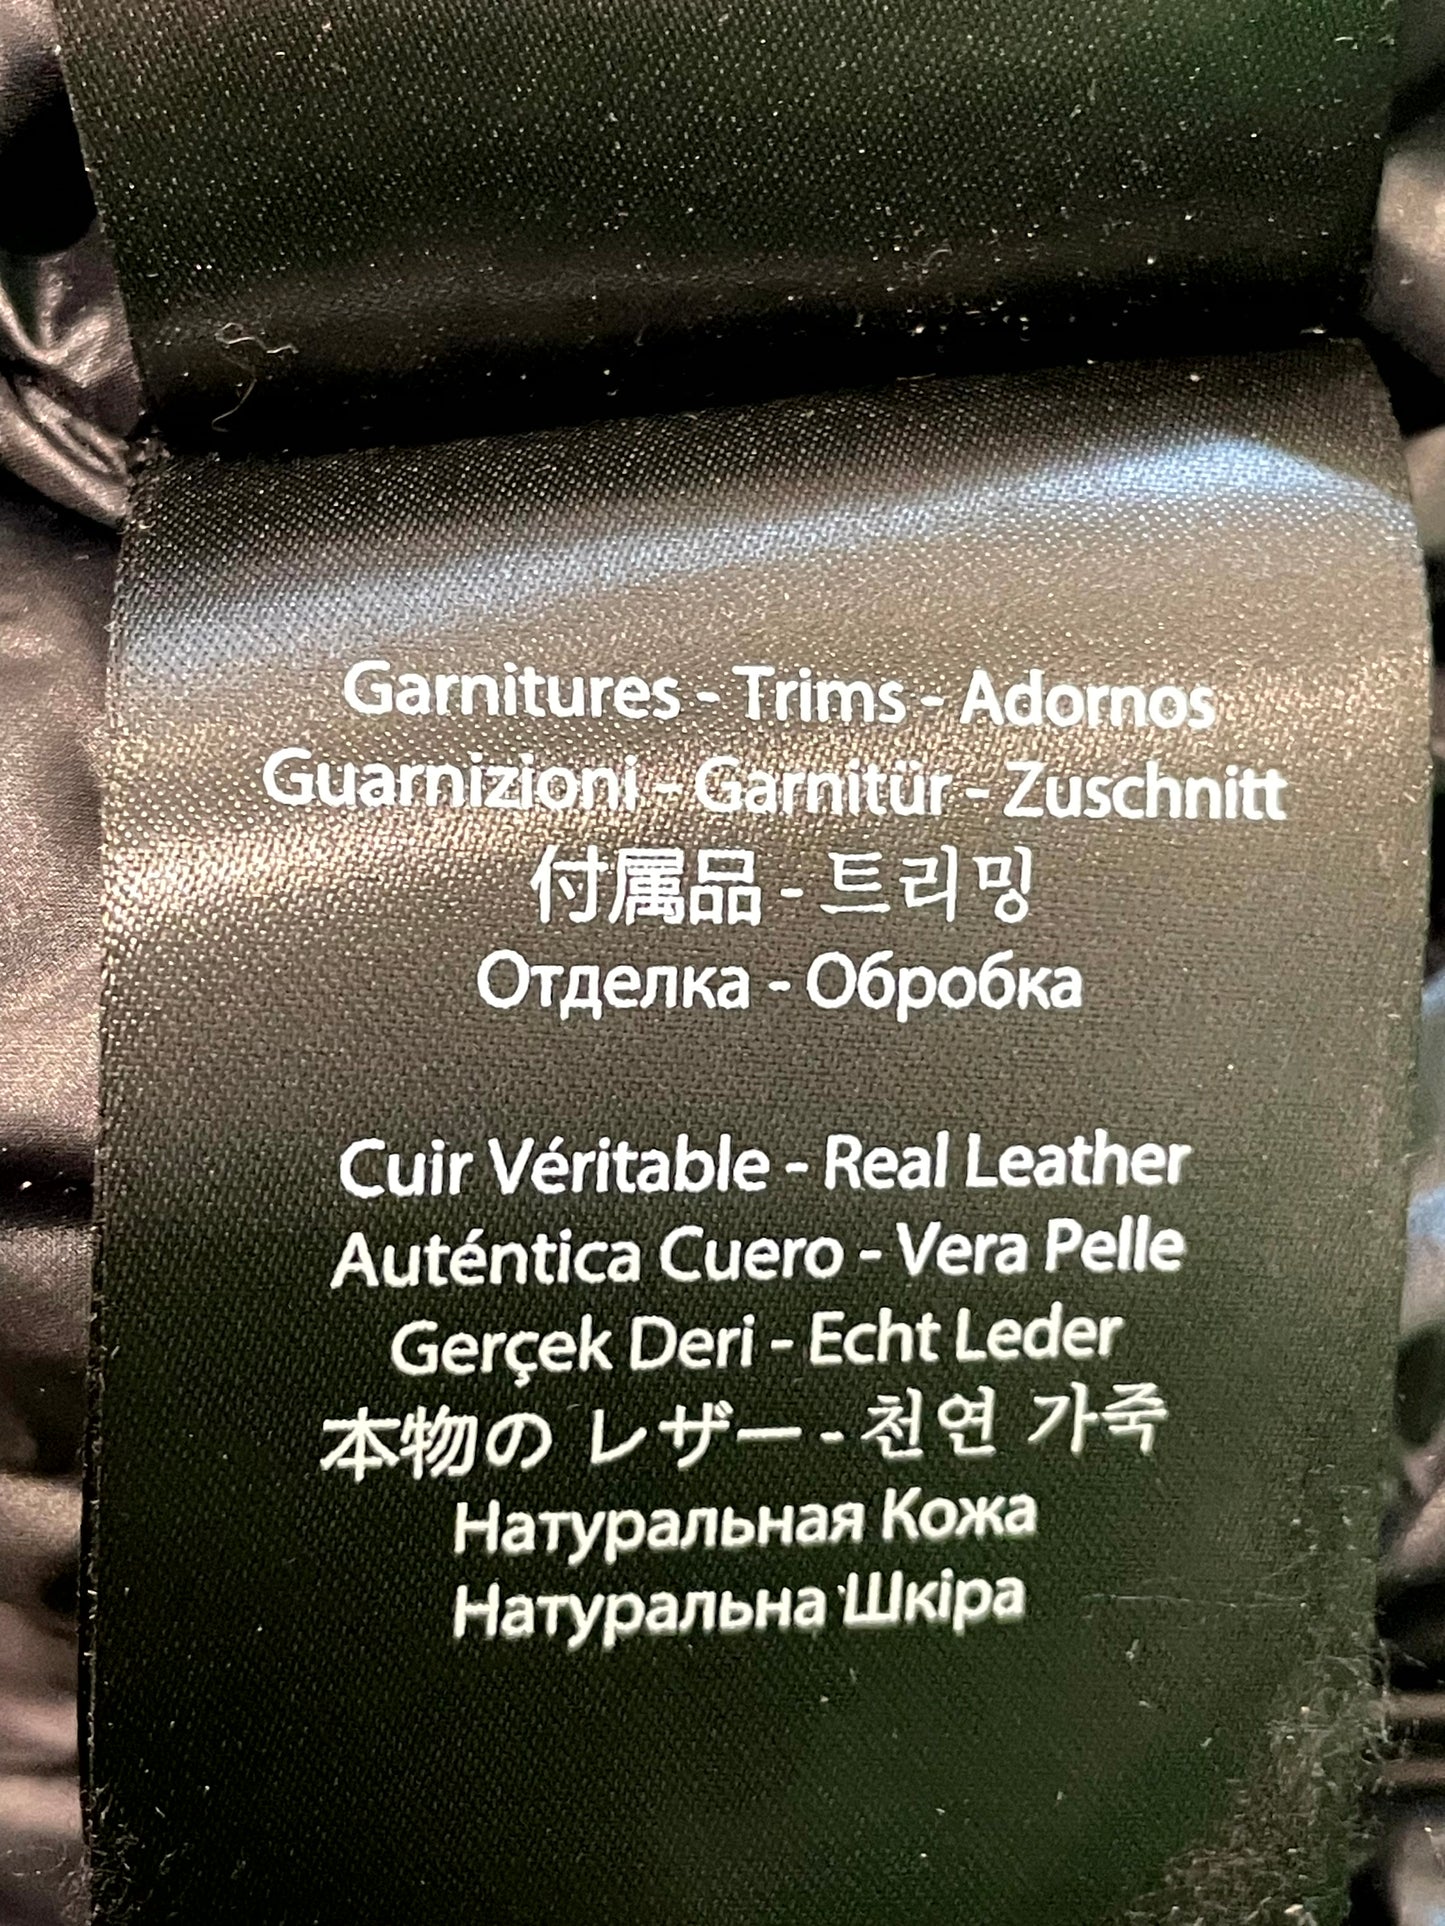 Garnitures - Trims - Adornos
Guarnizioni - Garnitür - Zuschnitt
付属品 - 트리밍
Отделка - Обробка
Cuir Véritable - Real Leather
Auténtica Cuero - Vera Pelle
Gerçek Deri - Echt Leder
本物の レザー - 천연 가죽
Натуральная Кожа
Натуральна Шкіра